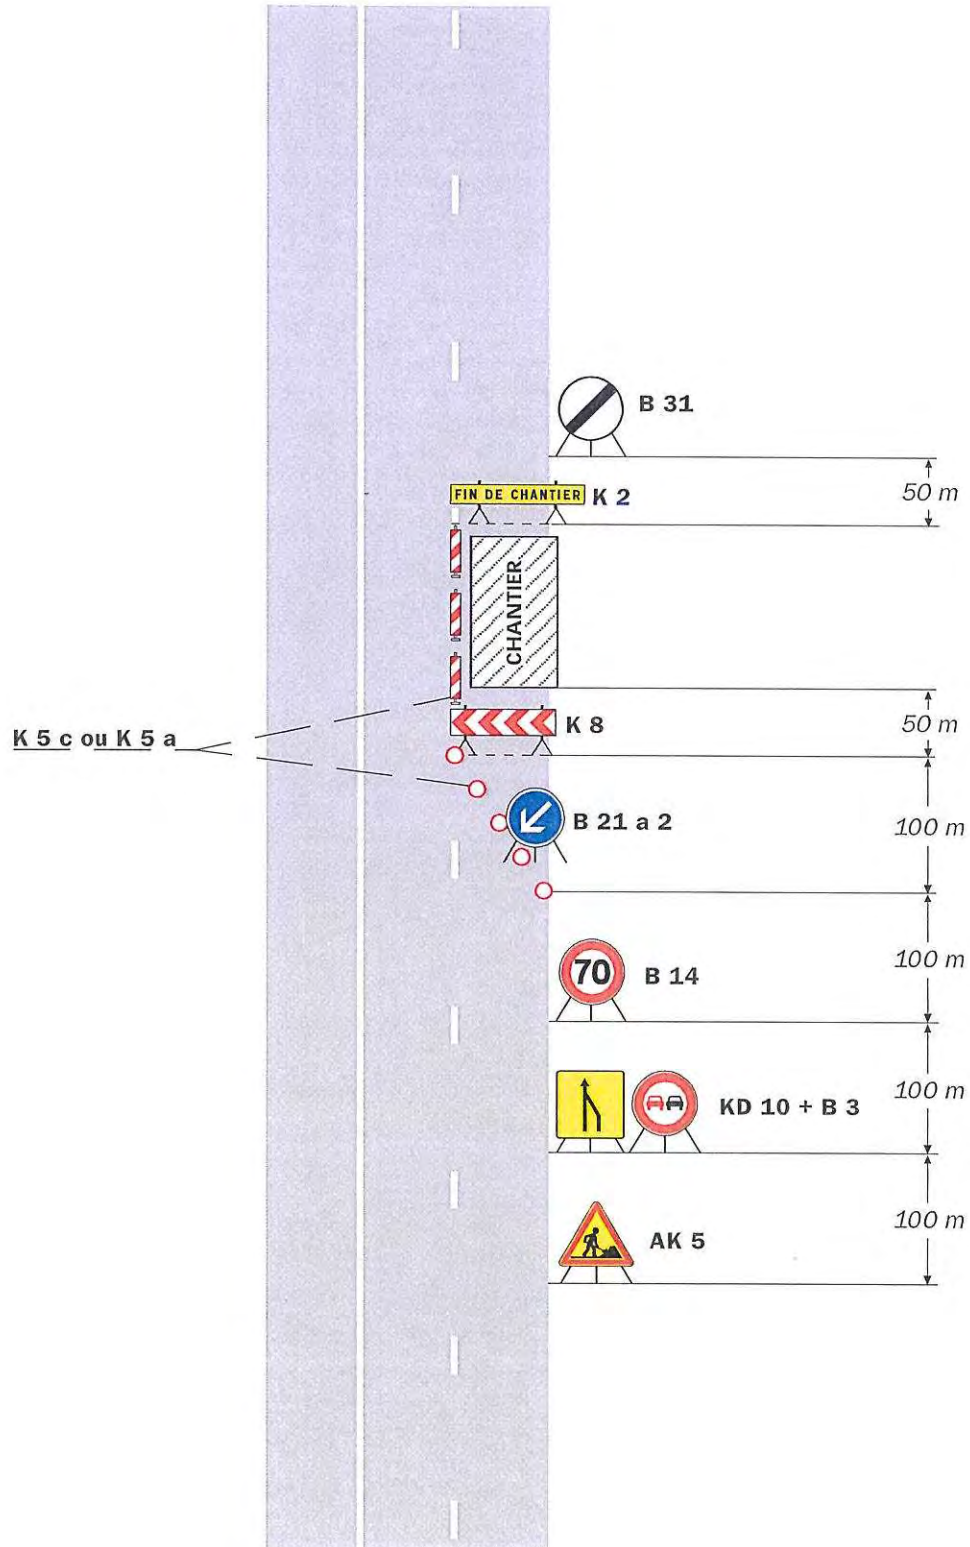 B 31
FIN DE CHANTIER K 2
50 m
CHANTIER
K 8
50 m
K 5 c ou K 5 a
B 21 a 2
100 m
70
B 14
100 m
KD 10 + B 3
100 m
AK 5
100 m